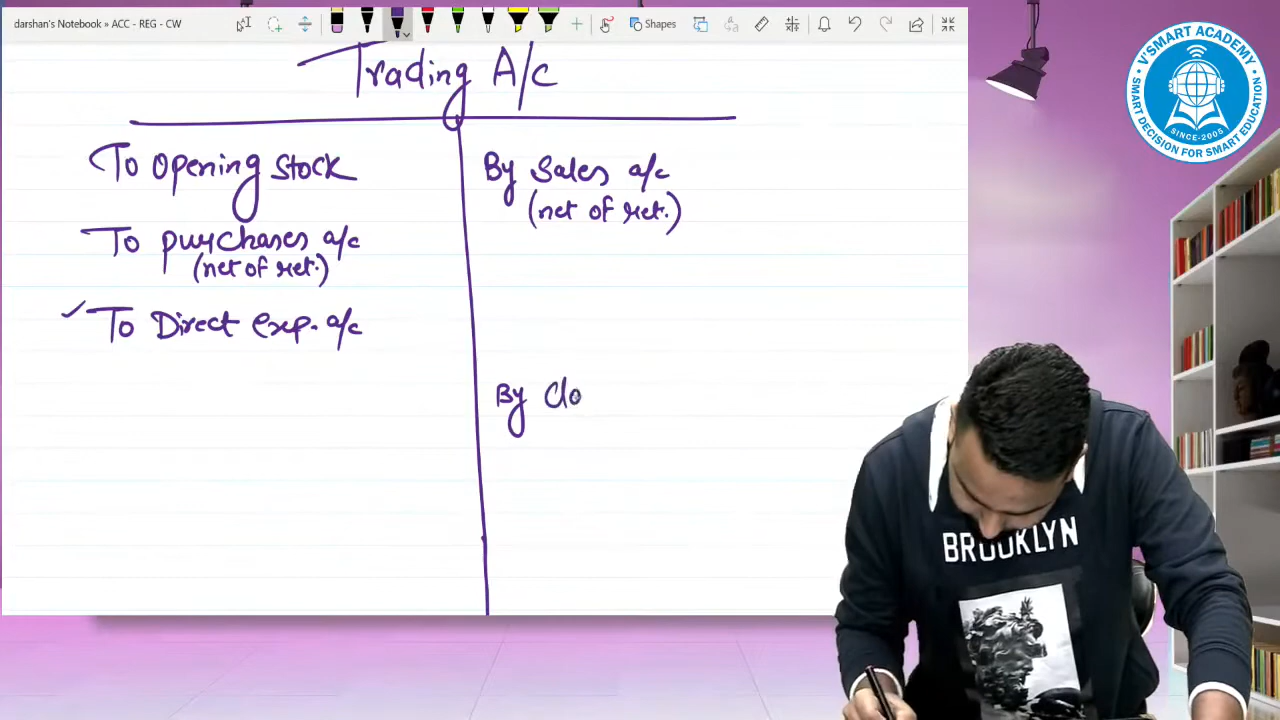 darshan's Notebook » ACC - REG - CW
Shapes
Trading A/c
To Opening Stock
To purchases a/c
(net of ret.)
To Direct exp. a/c
By Sales a/c
(net of ret.)
By Clo
V'SMART ACADEMY
SINCE-2005
SMART DECISION FOR SMART EDUCATION
BROOKLYN